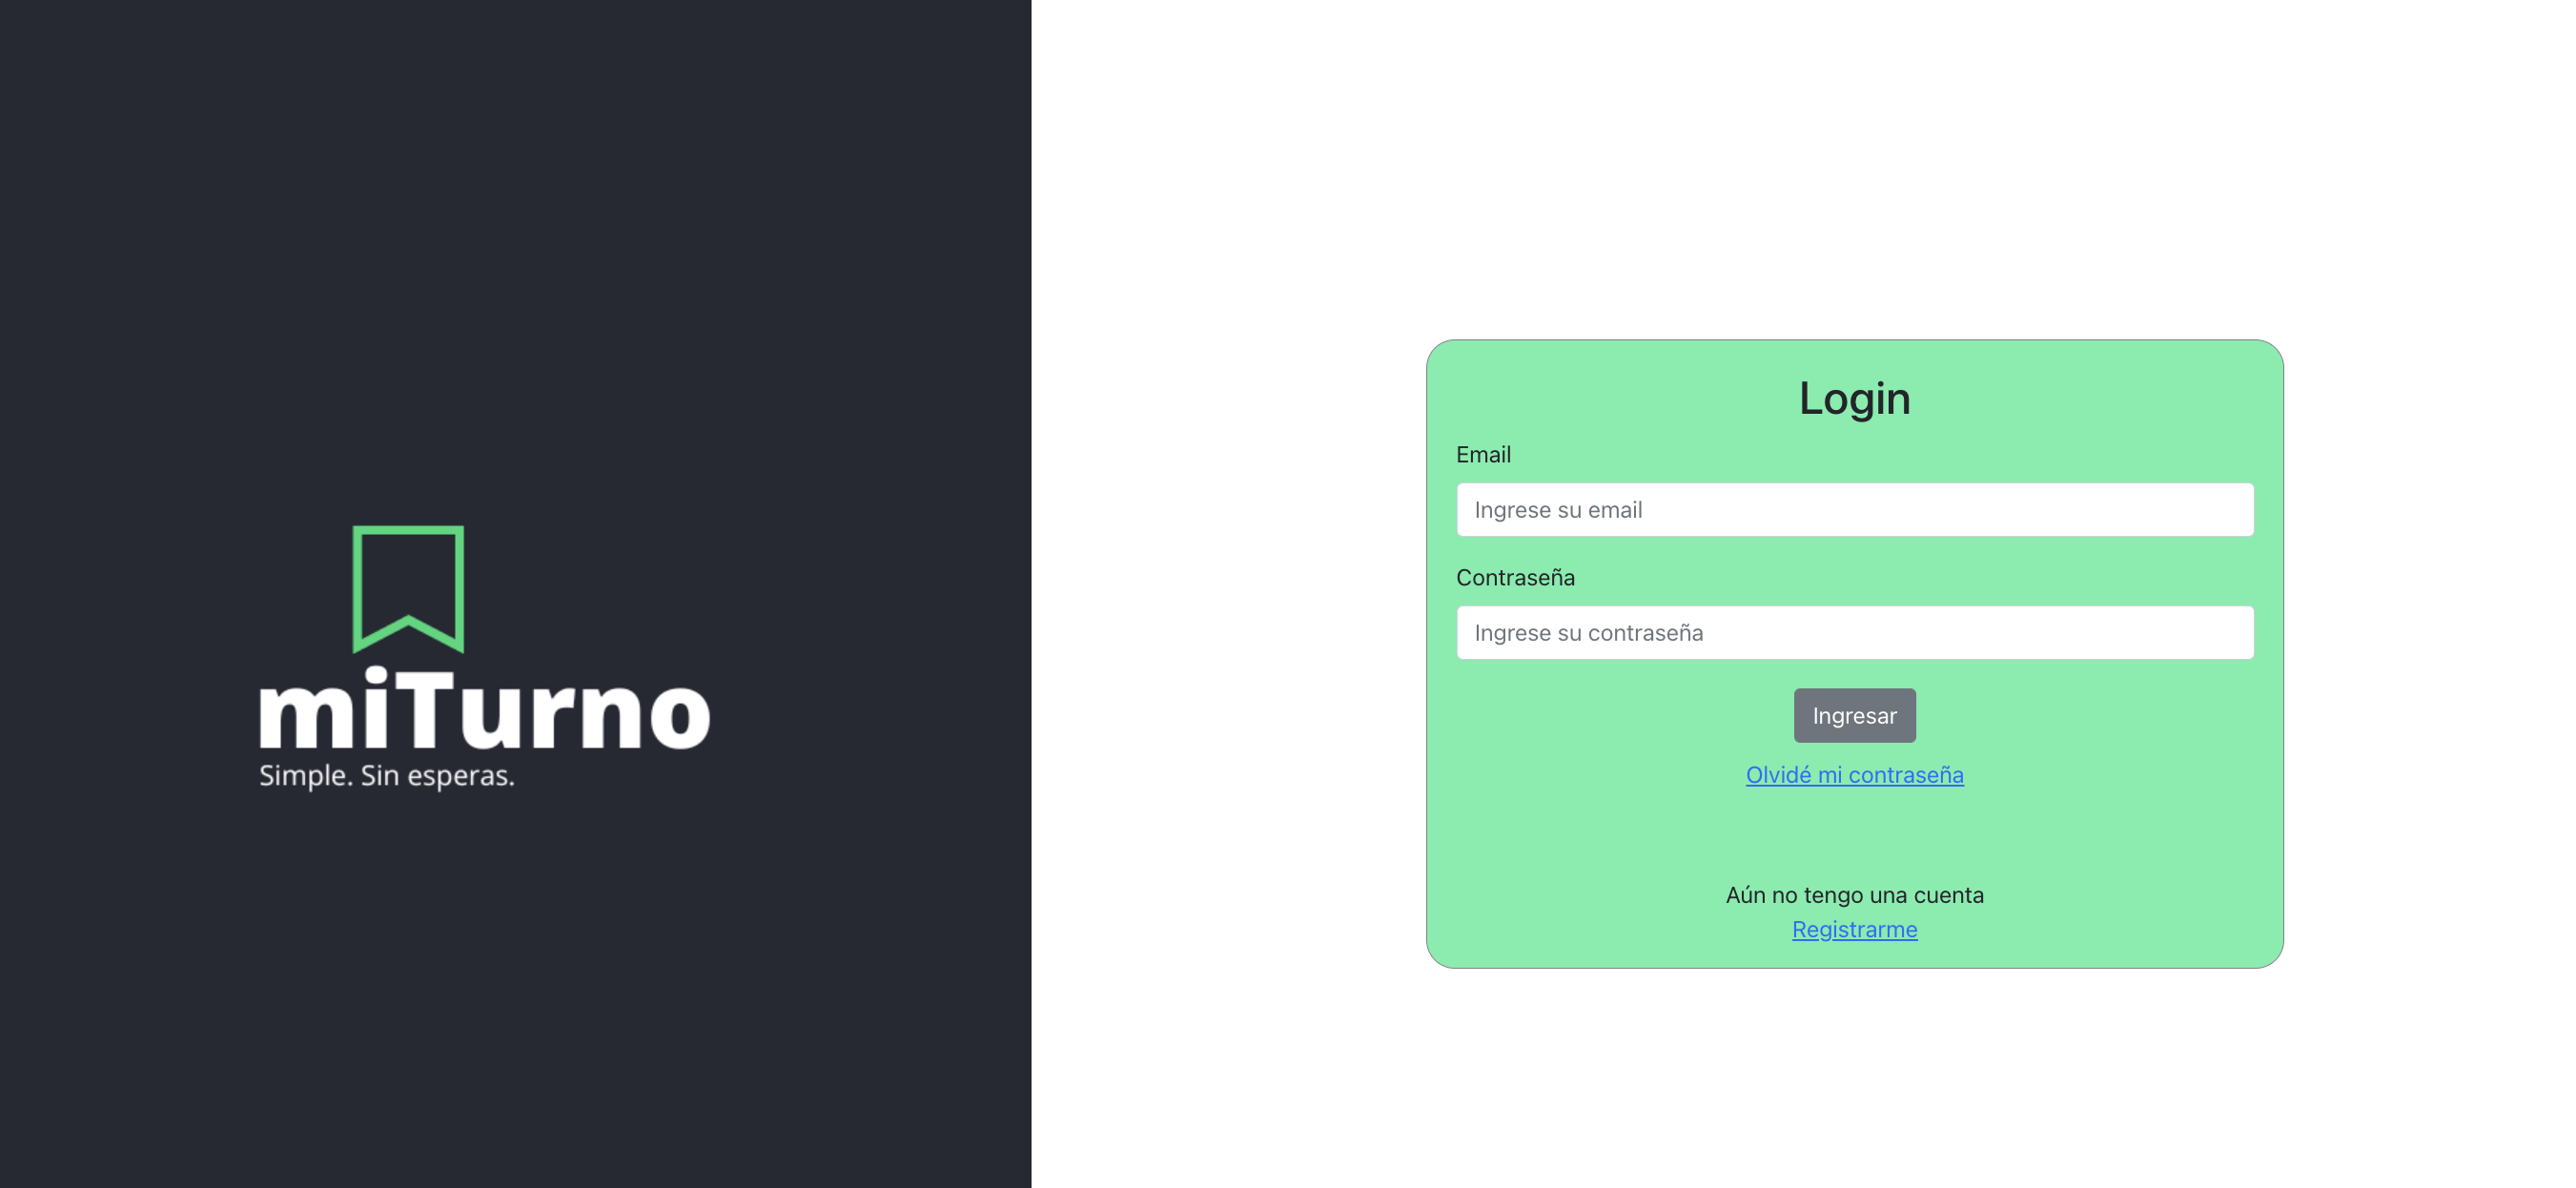 miTurno
Simple. Sin esperas.
Login
Email
Ingrese su email
Contraseña
Ingrese su contraseña
Ingresar
Olvidé mi contraseña
Aún no tengo una cuenta
Registrarme